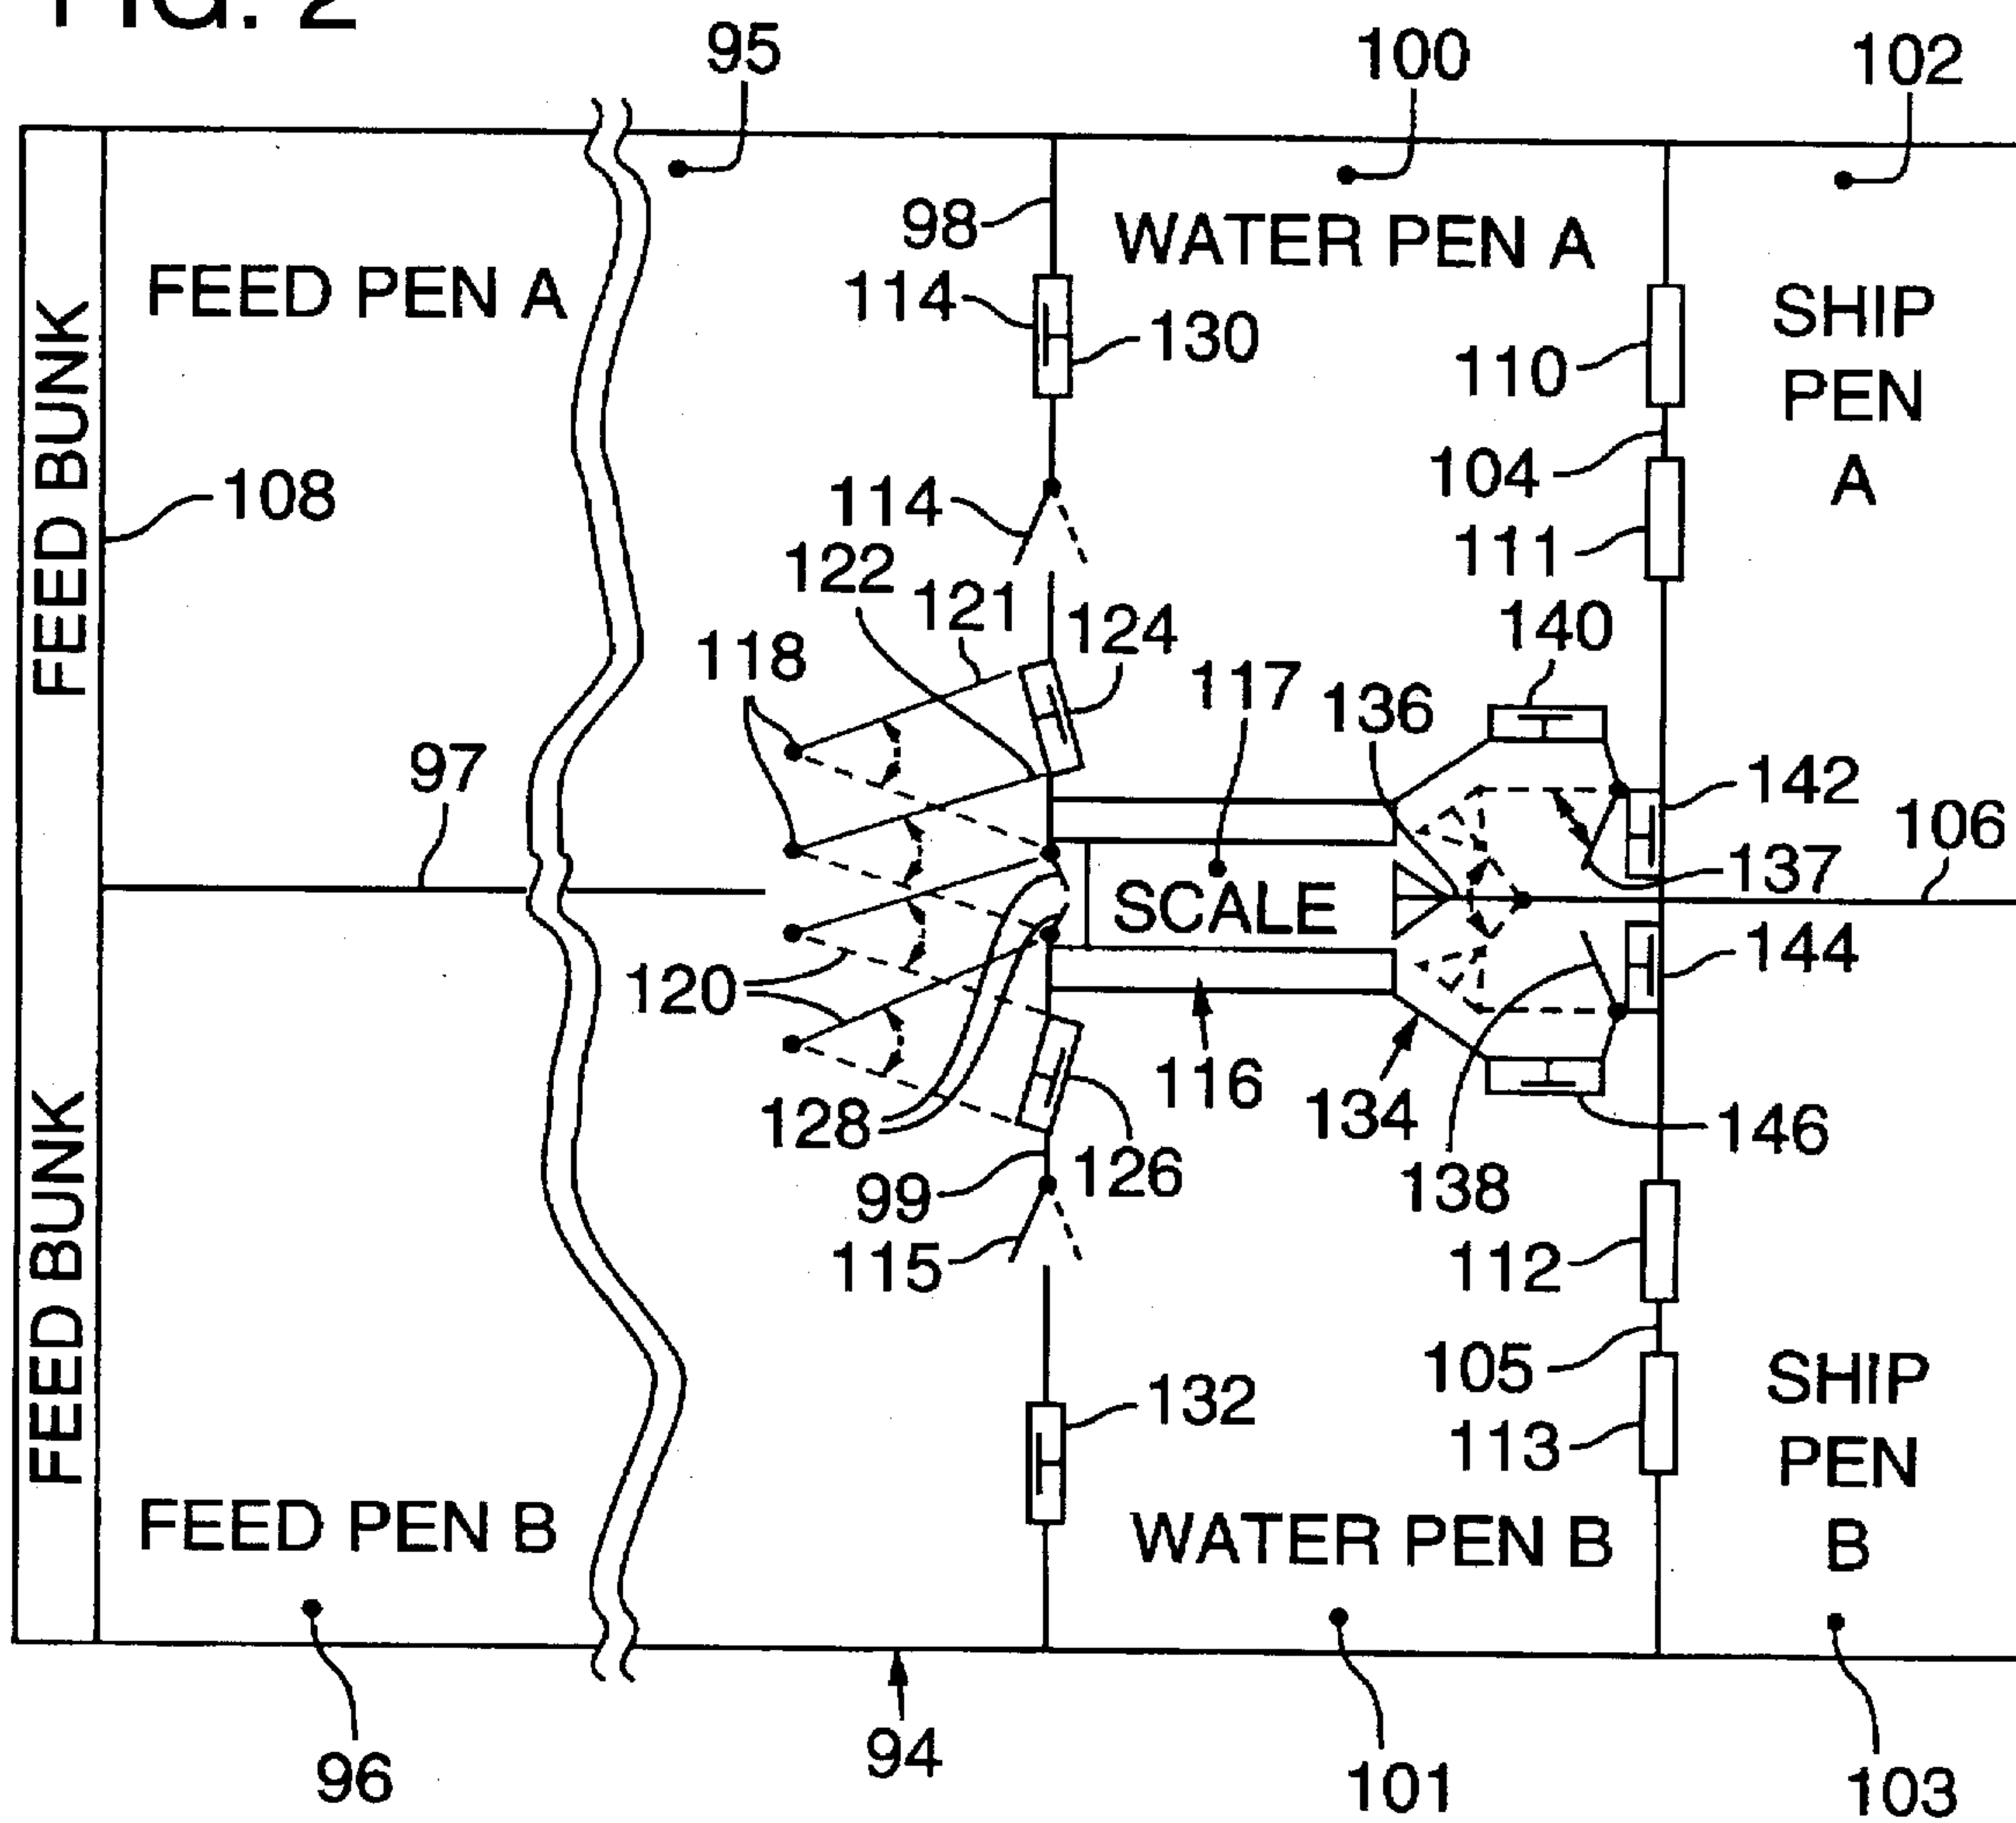 FIG. 2
95
100
102
98
WATER PEN A
FEED PEN A
114
130
SHIP
PEN
A
110
FEED BUNK
108
104
114
111
122
121
124
140
118
117
136
97
142
106
137
SCALE
144
120
116
134
146
128
126
138
99
115
112
105
132
113
SHIP
PEN
B
FEED BUNK
FEED PEN B
WATER PEN B
96
94
101
103